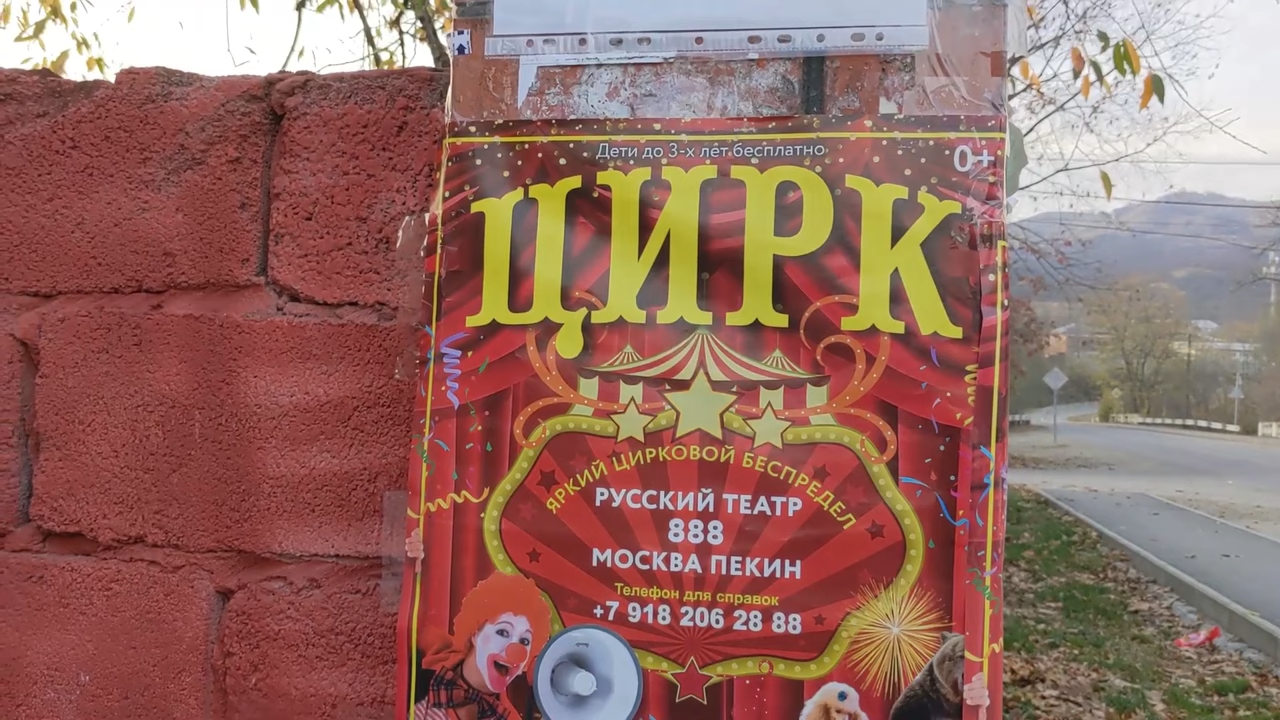 Дети до 3-х лет бесплатно
0+
ЦИРК
ЯРКИЙ ЦИРКОВОЙ БЕСПРЕДЕЛ
РУССКИЙ ТЕАТР
888
МОСКВА ПЕКИН
Телефон для справок
+7 918 206 28 88